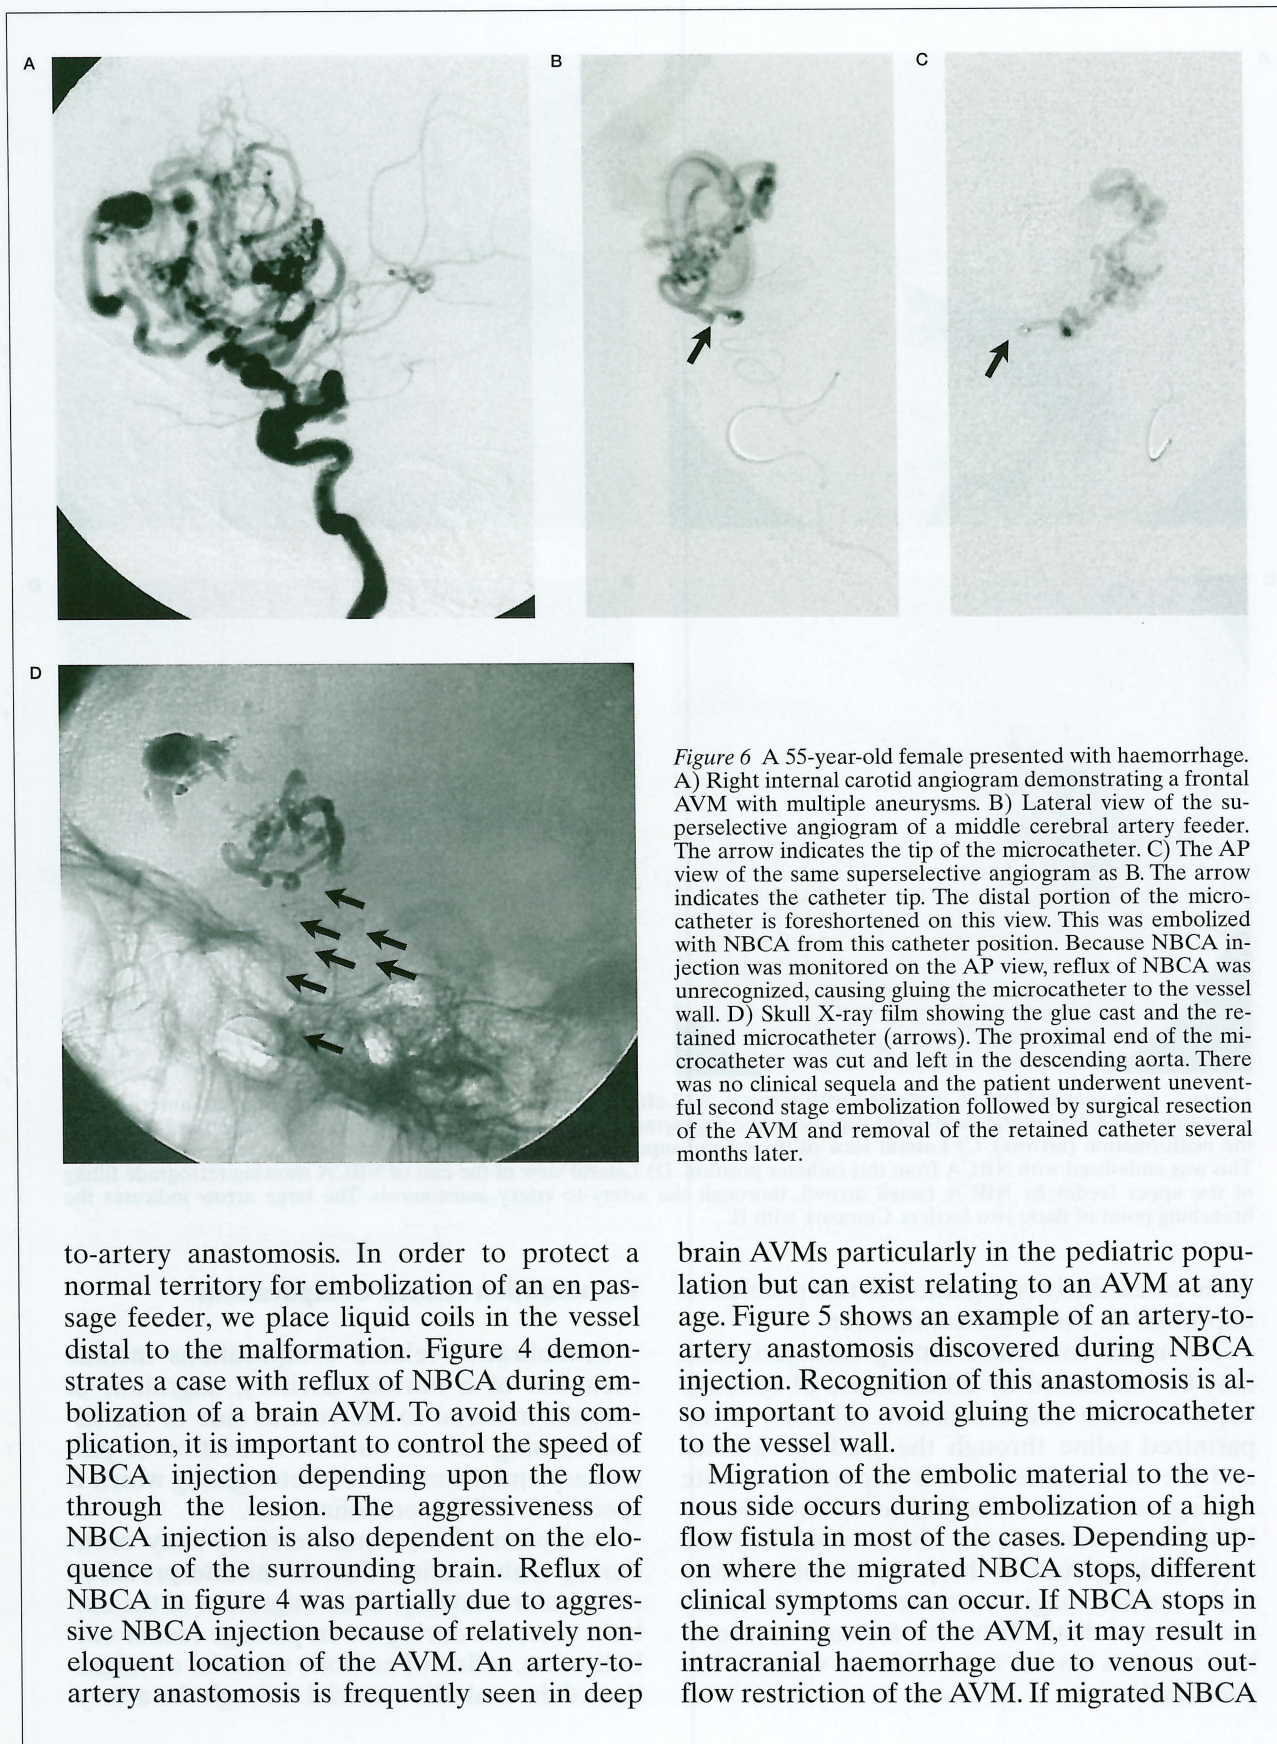 A
B
C
D
Figure 6 A 55-year-old female presented with haemorrhage.
A) Right internal carotid angiogram demonstrating a frontal
AVM with multiple aneurysms. B) Lateral view of the su-
perselective angiogram of a middle cerebral artery feeder.
The arrow indicates the tip of the microcatheter. C) The AP
view of the same superselective angiogram as B. The arrow
indicates the catheter tip. The distal portion of the micro-
catheter is foreshortened on this view. This was embolized
with NBCA from this catheter position. Because NBCA in-
jection was monitored on the AP view, reflux of NBCA was
unrecognized, causing gluing the microcatheter to the vessel
wall. D) Skull X-ray film showing the glue cast and the re-
tained microcatheter (arrows). The proximal end of the mi-
crocatheter was cut and left in the descending aorta. There
was no clinical sequela and the patient underwent unevent-
ful second stage embolization followed by surgical resection
of the AVM and removal of the retained catheter several
months later.
to-artery anastomosis. In order to protect a
normal territory for embolization of an en pas-
sage feeder, we place liquid coils in the vessel
distal to the malformation. Figure 4 demon-
strates a case with reflux of NBCA during em-
bolization of a brain AVM. To avoid this com-
plication, it is important to control the speed of
NBCA injection depending upon the flow
through the lesion. The aggressiveness of
NBCA injection is also dependent on the elo-
quence of the surrounding brain. Reflux of
NBCA in figure 4 was partially due to aggres-
sive NBCA injection because of relatively non-
eloquent location of the AVM. An artery-to-
artery anastomosis is frequently seen in deep
brain AVMs particularly in the pediatric popu-
lation but can exist relating to an AVM at any
age. Figure 5 shows an example of an artery-to-
artery anastomosis discovered during NBCA
injection. Recognition of this anastomosis is al-
so important to avoid gluing the microcatheter
to the vessel wall.
Migration of the embolic material to the ve-
nous side occurs during embolization of a high
flow fistula in most of the cases. Depending up-
on where the migrated NBCA stops, different
clinical symptoms can occur. If NBCA stops in
the draining vein of the AVM, it may result in
intracranial haemorrhage due to venous out-
flow restriction of the AVM. If migrated NBCA